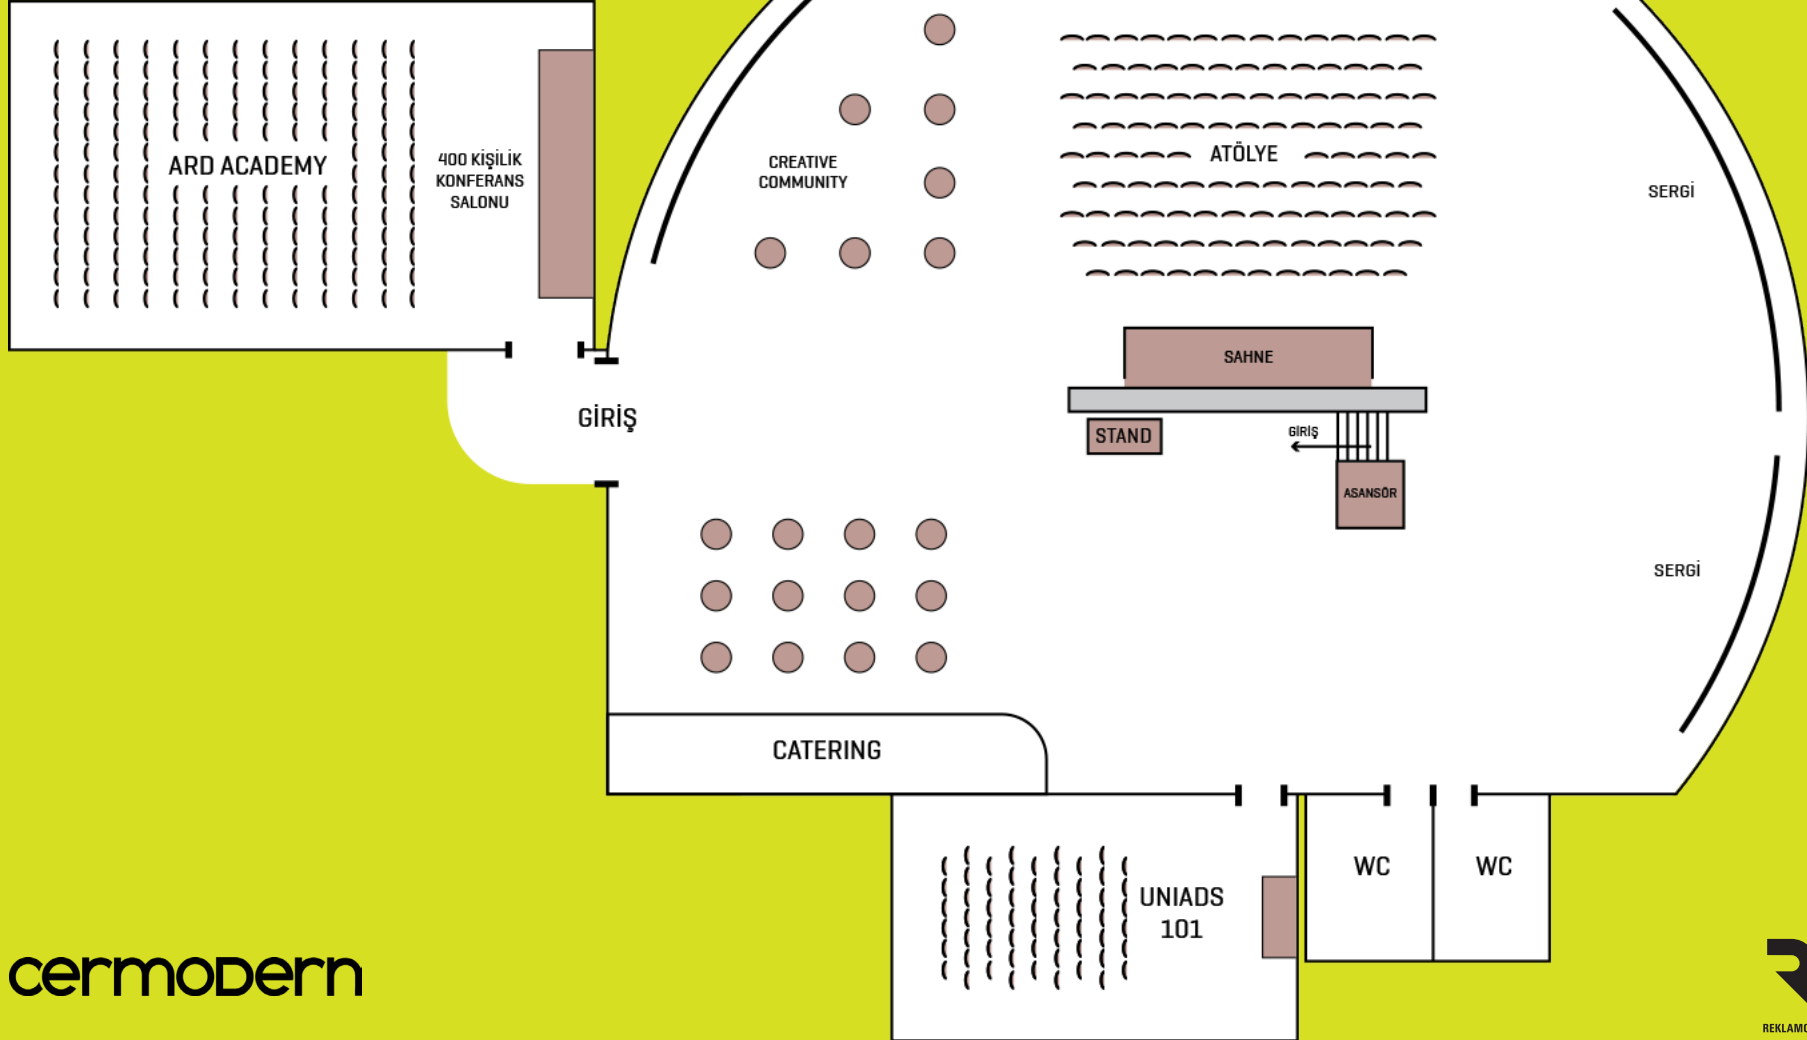 ARD ACADEMY
400 KİŞİLİK
KONFERANS
SALONU
CREATIVE
COMMUNITY
ATÖLYE
SERGİ
SAHNE
GİRİŞ
STAND
GİRİŞ
ASANSÖR
SERGİ
CATERING
UNIADS
101
WC
WC
cermodern